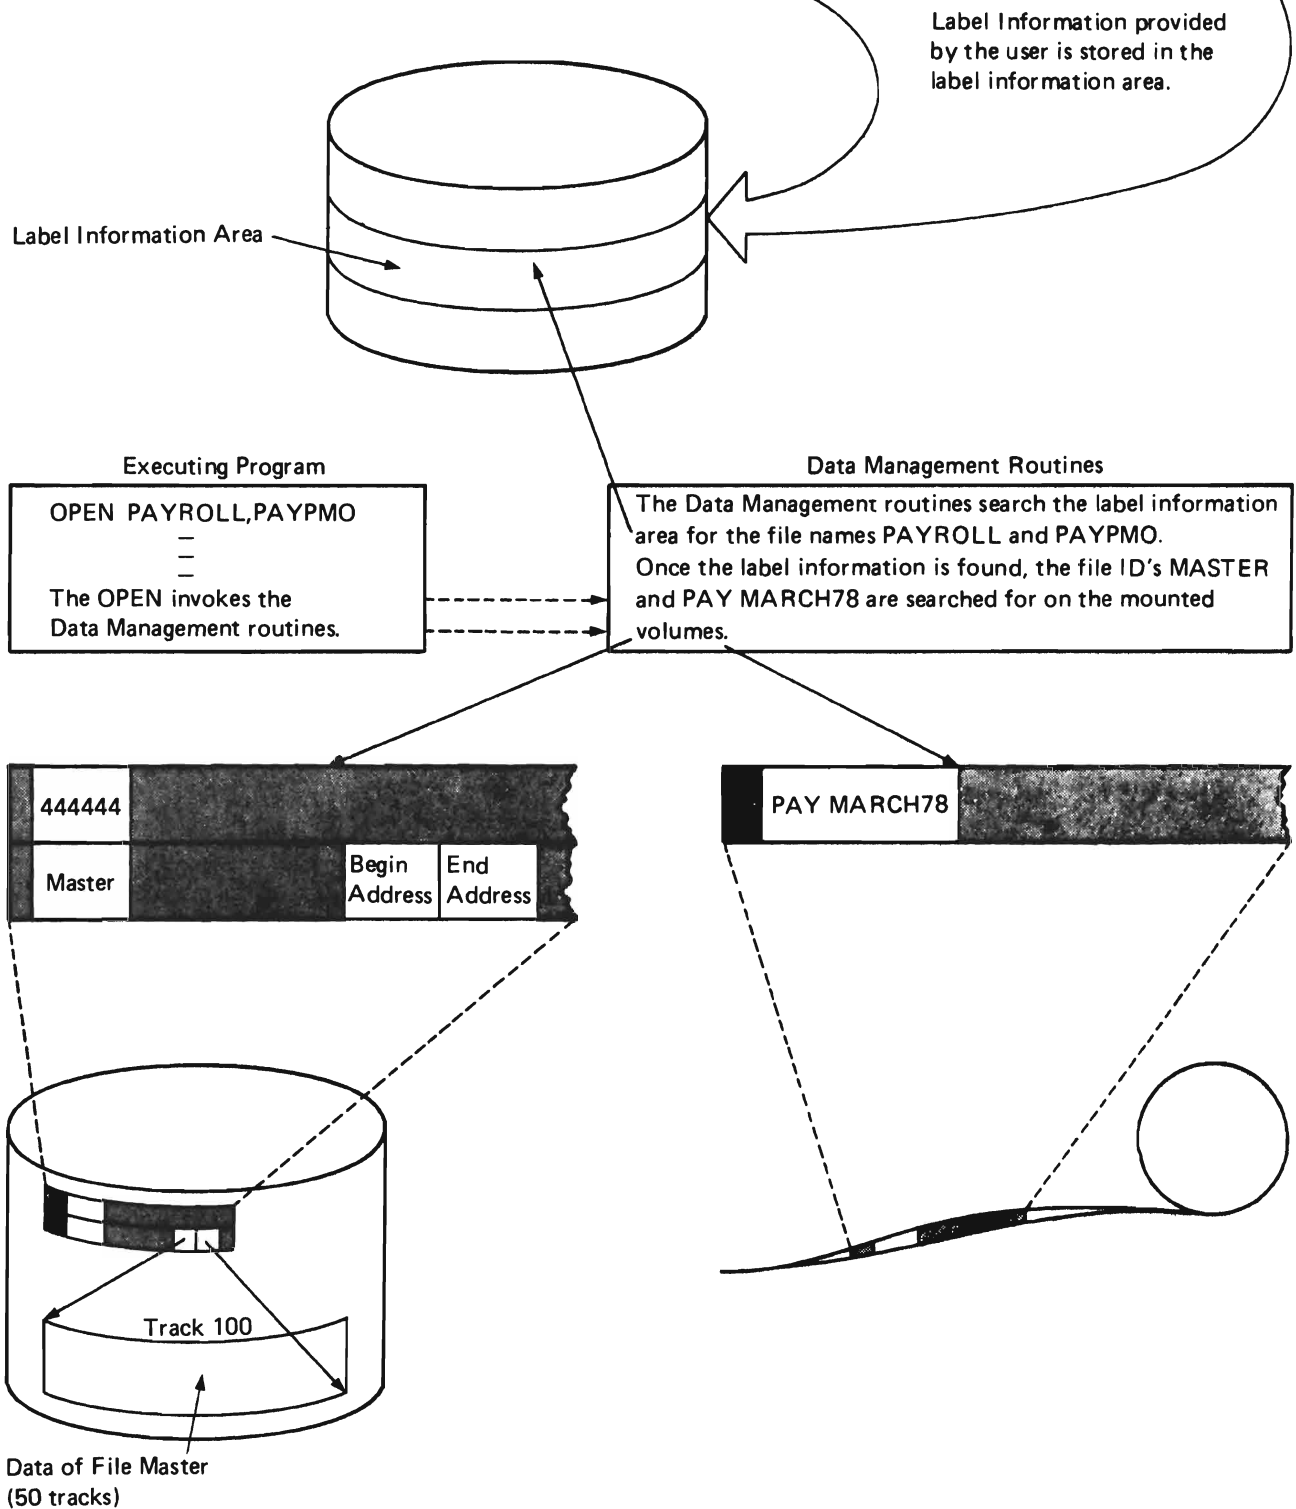 Label Information provided
by the user is stored in the
label information area.
Label Information Area
Executing Program
OPEN PAYROLL,PAYPMO
The OPEN invokes the
Data Management routines.
Data Management Routines
The Data Management routines search the label information
area for the file names PAYROLL and PAYPMO.
Once the label information is found, the file ID's MASTER
and PAY MARCH78 are searched for on the mounted
volumes.
444444
Master
Begin
Address
End
Address
PAY MARCH78
Track 100
Data of File Master
(50 tracks)